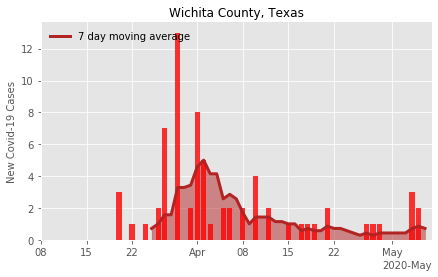 Wichita County, Texas
7 day moving average
New Covid-19 Cases
12
10
8
6
4
2
0
08 15 22 Apr 08 15 22 May
2020-May